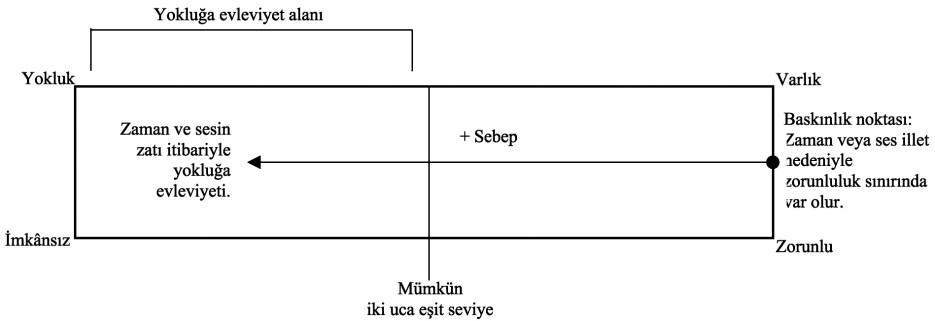 Yokluğa evleviyet alanı
Yokluk
Varlık
Zaman ve sesin
zatı itibariyle
yokluğa
evleviyeti.
+ Sebep
Baskınlık noktası:
Zaman veya ses illet
nedeniyle
zorunluluk sınırında
var olur.
İmkânsız
Zorunlu
Mümkün
iki uca eşit seviye